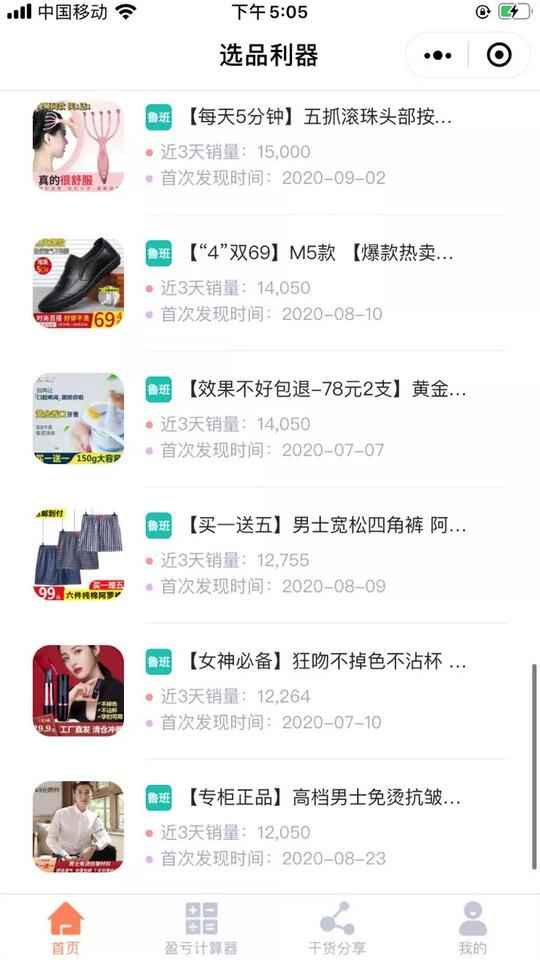 中国移动
下午5:05
选品利器
鲁班 【每天5分钟】五抓滚珠头部按...
近3天销量：15,000
首次发现时间：2020-09-02
真的很舒服
鲁班 【“4”双69】M5款 【爆款热卖...
近3天销量：14,050
首次发现时间：2020-08-10
69
鲁班 【效果不好包退-78元2支】黄金...
近3天销量：14,050
首次发现时间：2020-07-07
买一送一 150g大容量
鲁班 【买一送五】男士宽松四角裤 阿...
近3天销量：12,755
首次发现时间：2020-08-09
99
鲁班 【女神必备】狂吻不掉色不沾杯 ...
近3天销量：12,264
首次发现时间：2020-07-10
工厂直发 清仓冲
鲁班 【专柜正品】高档男士免烫抗皱...
近3天销量：12,050
首次发现时间：2020-08-23
首页
盈亏计算器
干货分享
我的